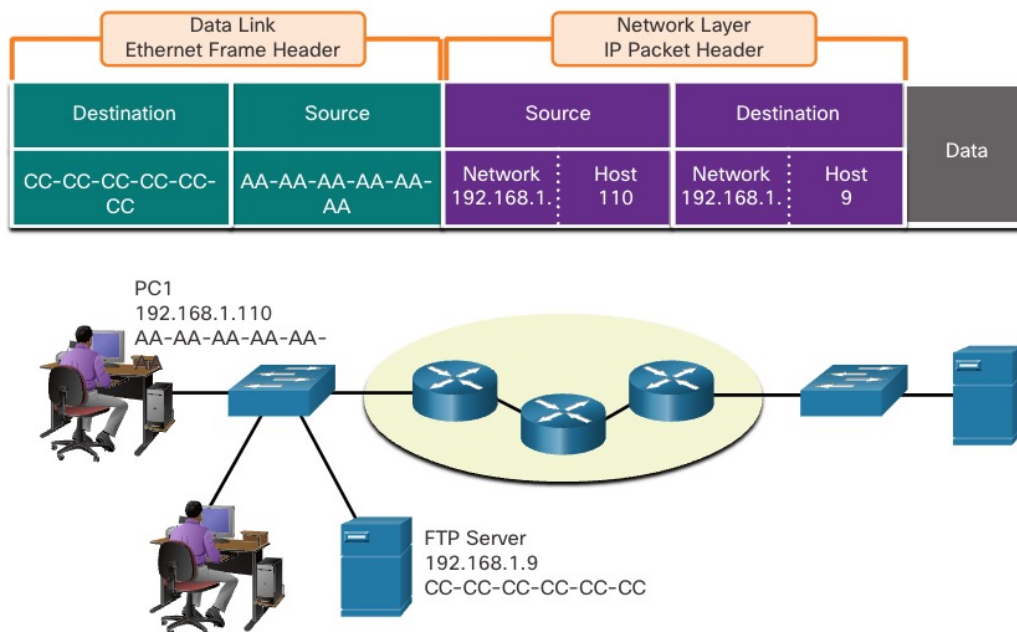 Data Link
Ethernet Frame Header
Network Layer
IP Packet Header
Destination
Source
Source
Destination
Data
CC-CC-CC-CC-CC-
CC
AA-AA-AA-AA-AA-
AA
Network
192.168.1.
Host
110
Network
192.168.1.
Host
9
PC1
192.168.1.110
AA-AA-AA-AA-AA-
AA
FTP Server
192.168.1.9
CC-CC-CC-CC-CC-CC